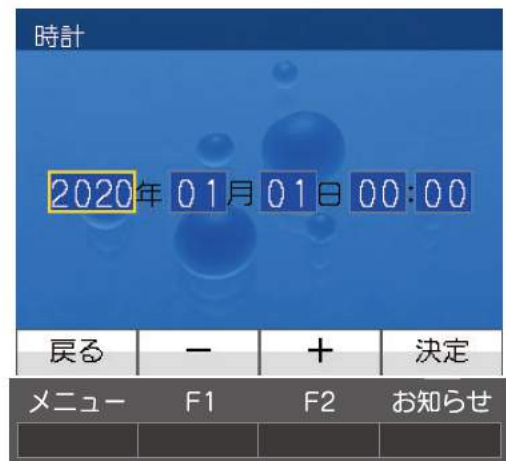 時計
2020年 01月 01日 00:00
戻る － ＋ 決定
メニュー F1 F2 お知らせ